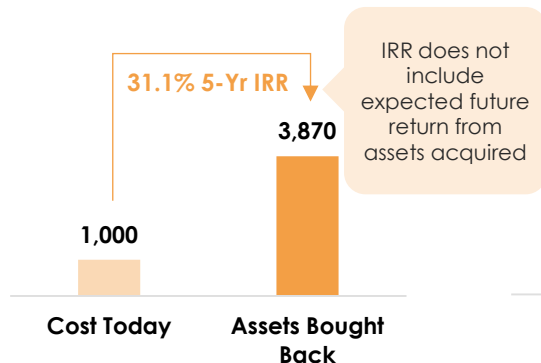 IRR does not
include
expected future
return from
assets acquired
31.1% 5-Yr IRR
3,870
1,000
Cost Today
Assets Bought
Back